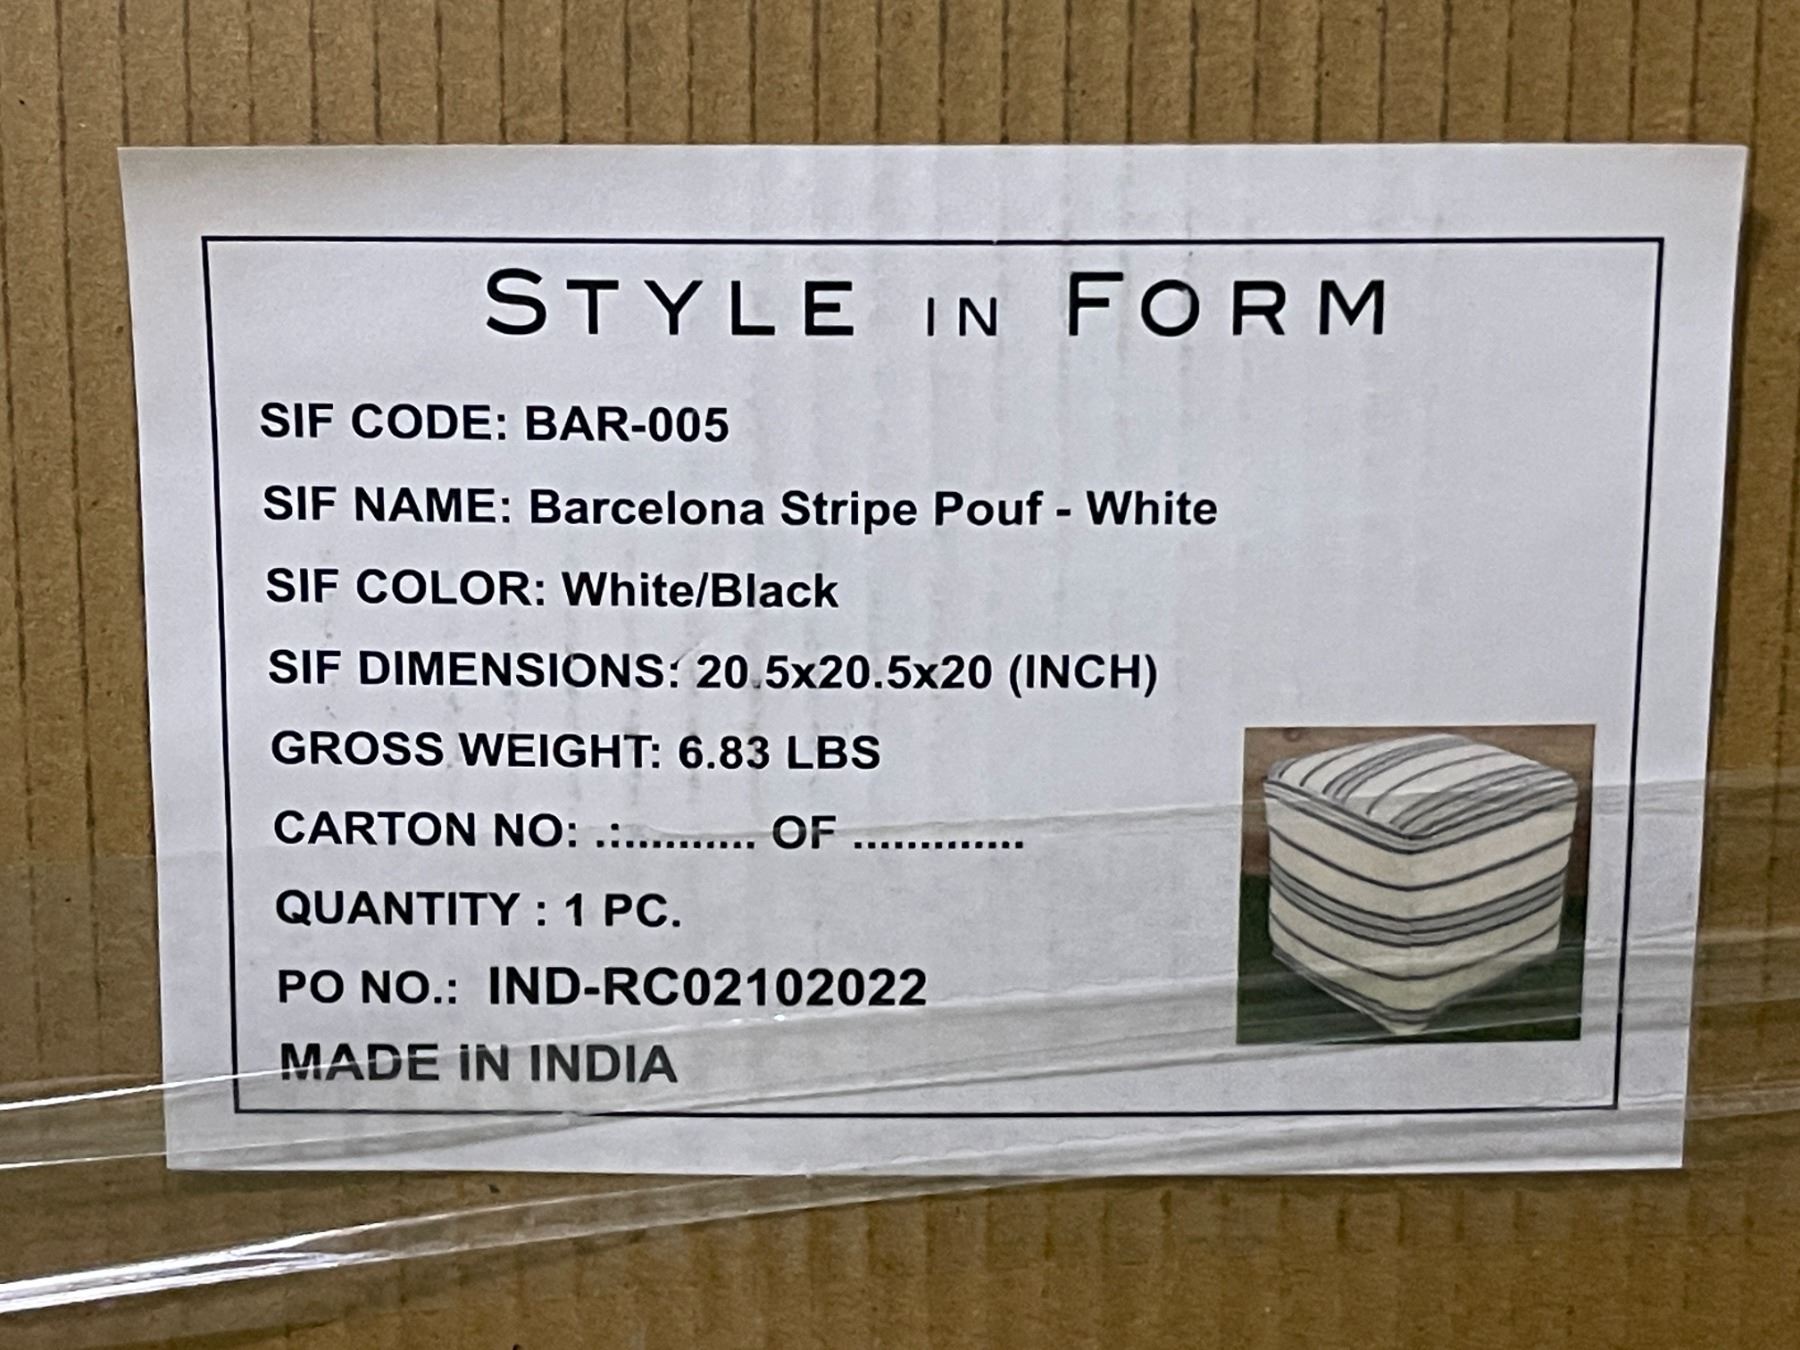 STYLE IN FORM
SIF CODE: BAR-005
SIF NAME: Barcelona Stripe Pouf - White
SIF COLOR: White/Black
SIF DIMENSIONS: 20.5x20.5x20 (INCH)
GROSS WEIGHT: 6.83 LBS
CARTON NO: .:.......... OF .............
QUANTITY : 1 PC.
PO NO.: IND-RC02102022
MADE IN INDIA